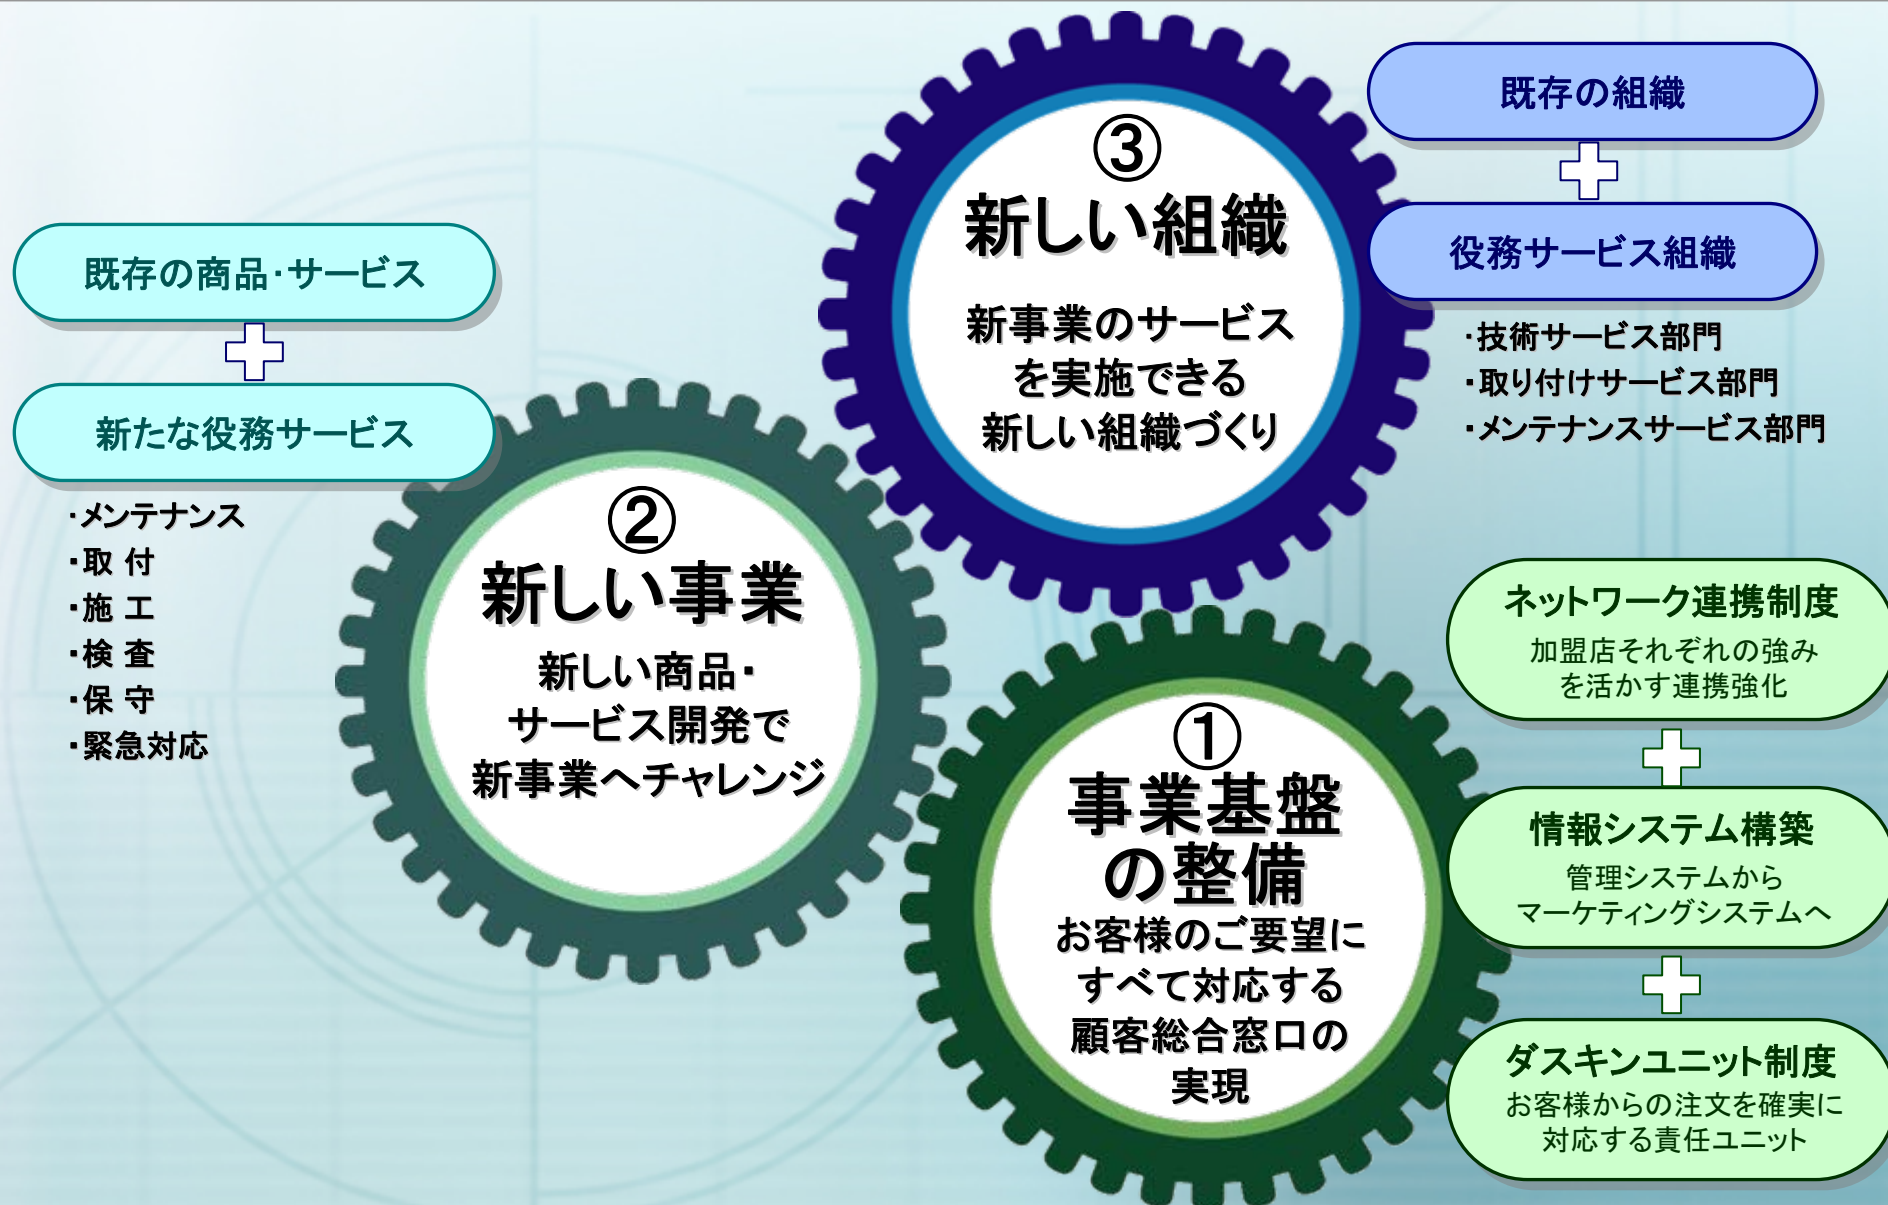 ③
新しい組織
新事業のサービス
を実施できる
新しい組織づくり
既存の組織
役務サービス組織
・技術サービス部門
・取り付けサービス部門
・メンテナンスサービス部門
既存の商品・サービス
新たな役務サービス
・メンテナンス
・取 付
・施 工
・検 査
・保 守
・緊急対応
②
新しい事業
新しい商品・
サービス開発で
新事業へチャレンジ
①
事業基盤
の整備
お客様のご要望に
すべて対応する
顧客総合窓口の
実現
ネットワーク連携制度
加盟店それぞれの強み
を活かす連携強化
情報システム構築
管理システムから
マーケティングシステムへ
ダスキンユニット制度
お客様からの注文を確実に
対応する責任ユニット